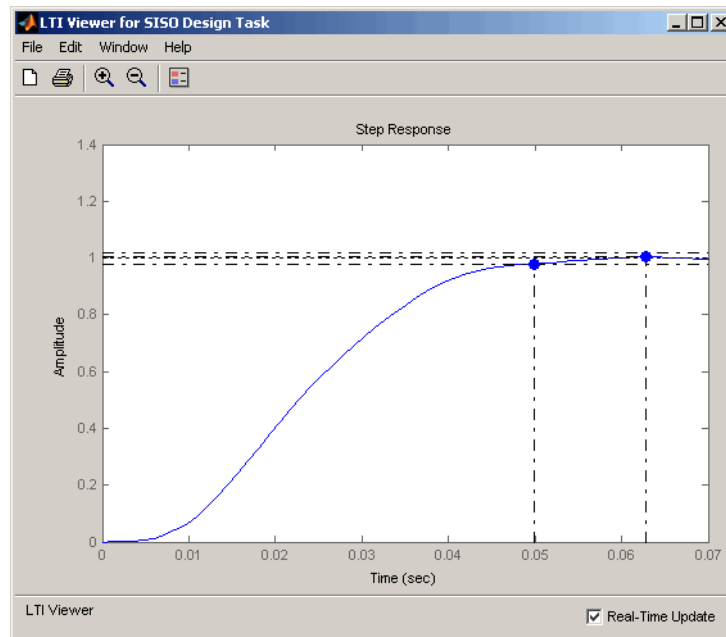 LTI Viewer for SISO Design Task
File Edit Window Help
Step Response
1.4
1.2
1
0.8
0.6
0.4
0.2
0
Amplitude
0 0.01 0.02 0.03 0.04 0.05 0.06 0.07
Time (sec)
LTI Viewer
Real-Time Update